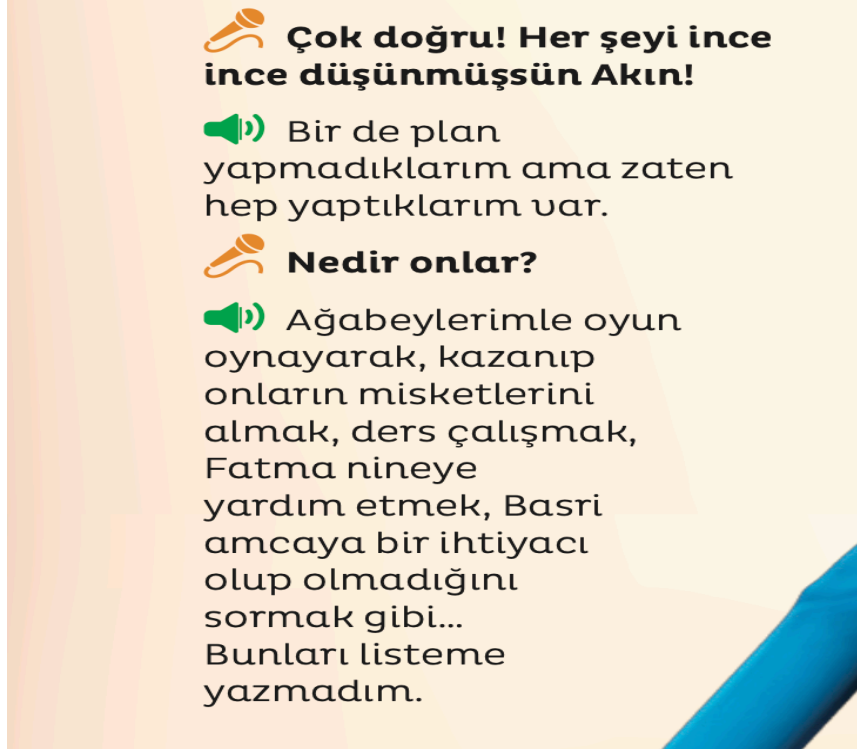 Çok doğru! Her şeyi ince
ince düşünmüşsün Akın!
Bir de plan
yapmadıklarım ama zaten
hep yaptıklarım var.
Nedir onlar?
Ağabeylerimle oyun
oynayarak, kazanıp
onların misketlerini
almak, ders çalışmak,
Fatma nineye
yardım etmek, Basri
amcaya bir ihtiyacı
olup olmadığını
sormak gibi...
Bunları listeme
yazmadım.